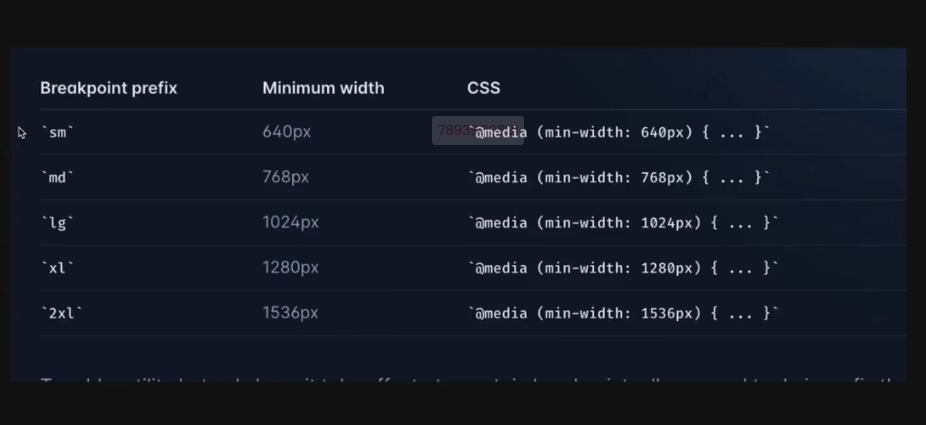 Breakpoint prefix Minimum width CSS
`sm` 640px `@media (min-width: 640px) { ... }`
`md` 768px `@media (min-width: 768px) { ... }`
`lg` 1024px `@media (min-width: 1024px) { ... }`
`xl` 1280px `@media (min-width: 1280px) { ... }`
`2xl` 1536px `@media (min-width: 1536px) { ... }`